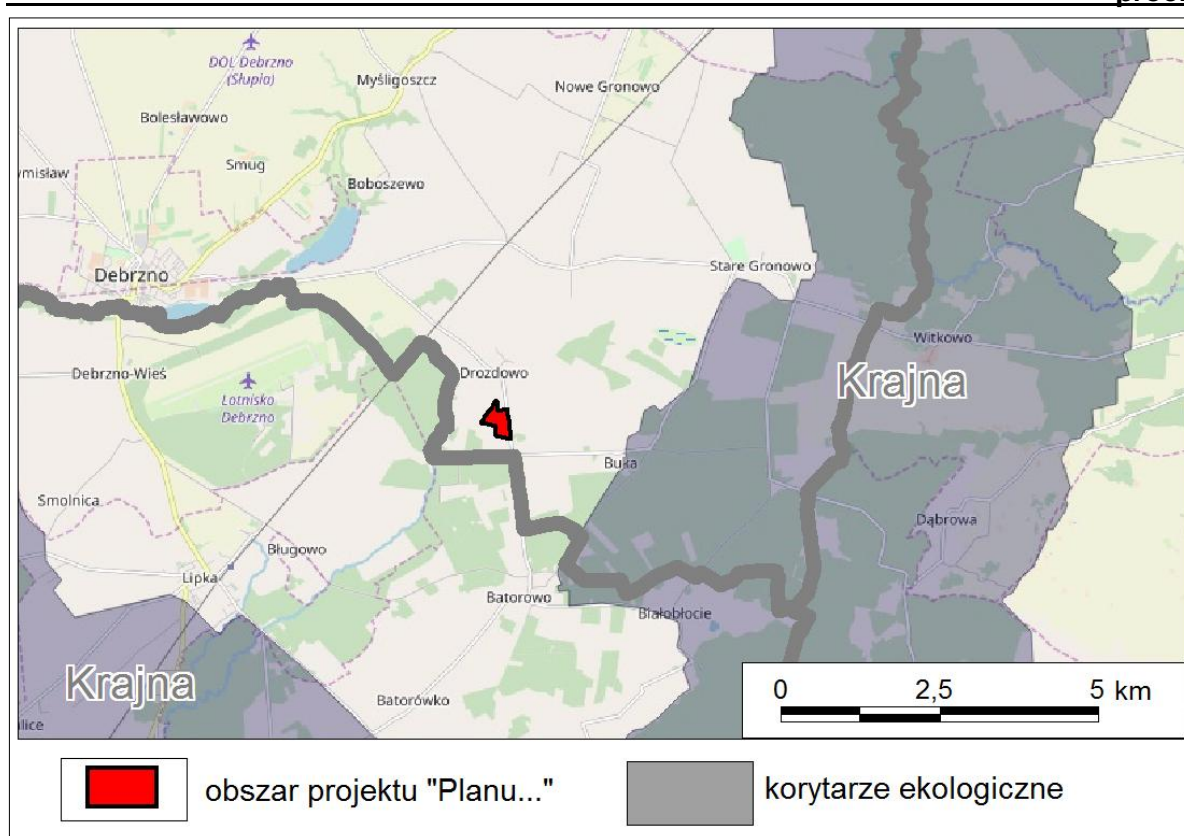 DOL Debrzno
(Słupia)
Myśligoszcz
Nowe Gronowo
Bolesławowo
Smug
Boboszewo
Debrzno
Stare Gronowo
Witkowo
Debrzno-Wieś
Lotnisko
Debrzno
Drozdowo
Krajna
Buka
Smolnica
Dąbrowa
Bługowo
Lipka
Batorowo
Białobłocie
Krajna
Batorówko
0 2,5 5 km
obszar projektu "Planu..."
korytarze ekologiczne